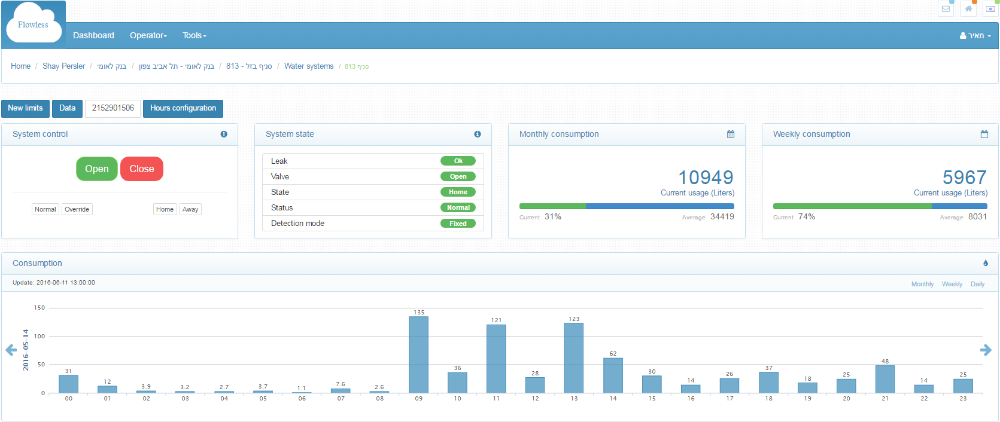 Flowless
Dashboard Operator Tools
מאיר
Home / Shay Persler / בנק לאומי / בנק לאומי - תל אביב צפון / סניף בזל - 813 / Water systems / סניף 813
New limits Data 2152901506 Hours configuration
System control
Open Close
Normal Override Home Away
System state
Leak Ok
Valve Open
State Home
Status Normal
Detection mode Fixed
Monthly consumption
10949
Current usage (Liters)
Current 31% Average 34419
Weekly consumption
5967
Current usage (Liters)
Current 74% Average 8031
Consumption
Update: 2016-06-11 13:00:00
Monthly Weekly Daily
2016-05-14
150
100
50
0
31 12 3.9 3.2 2.7 3.7 1.1 7.6 2.6 135 36 121 28 123 62 30 14 26 37 18 25 48 14 25
00 01 02 03 04 05 06 07 08 09 10 11 12 13 14 15 16 17 18 19 20 21 22 23